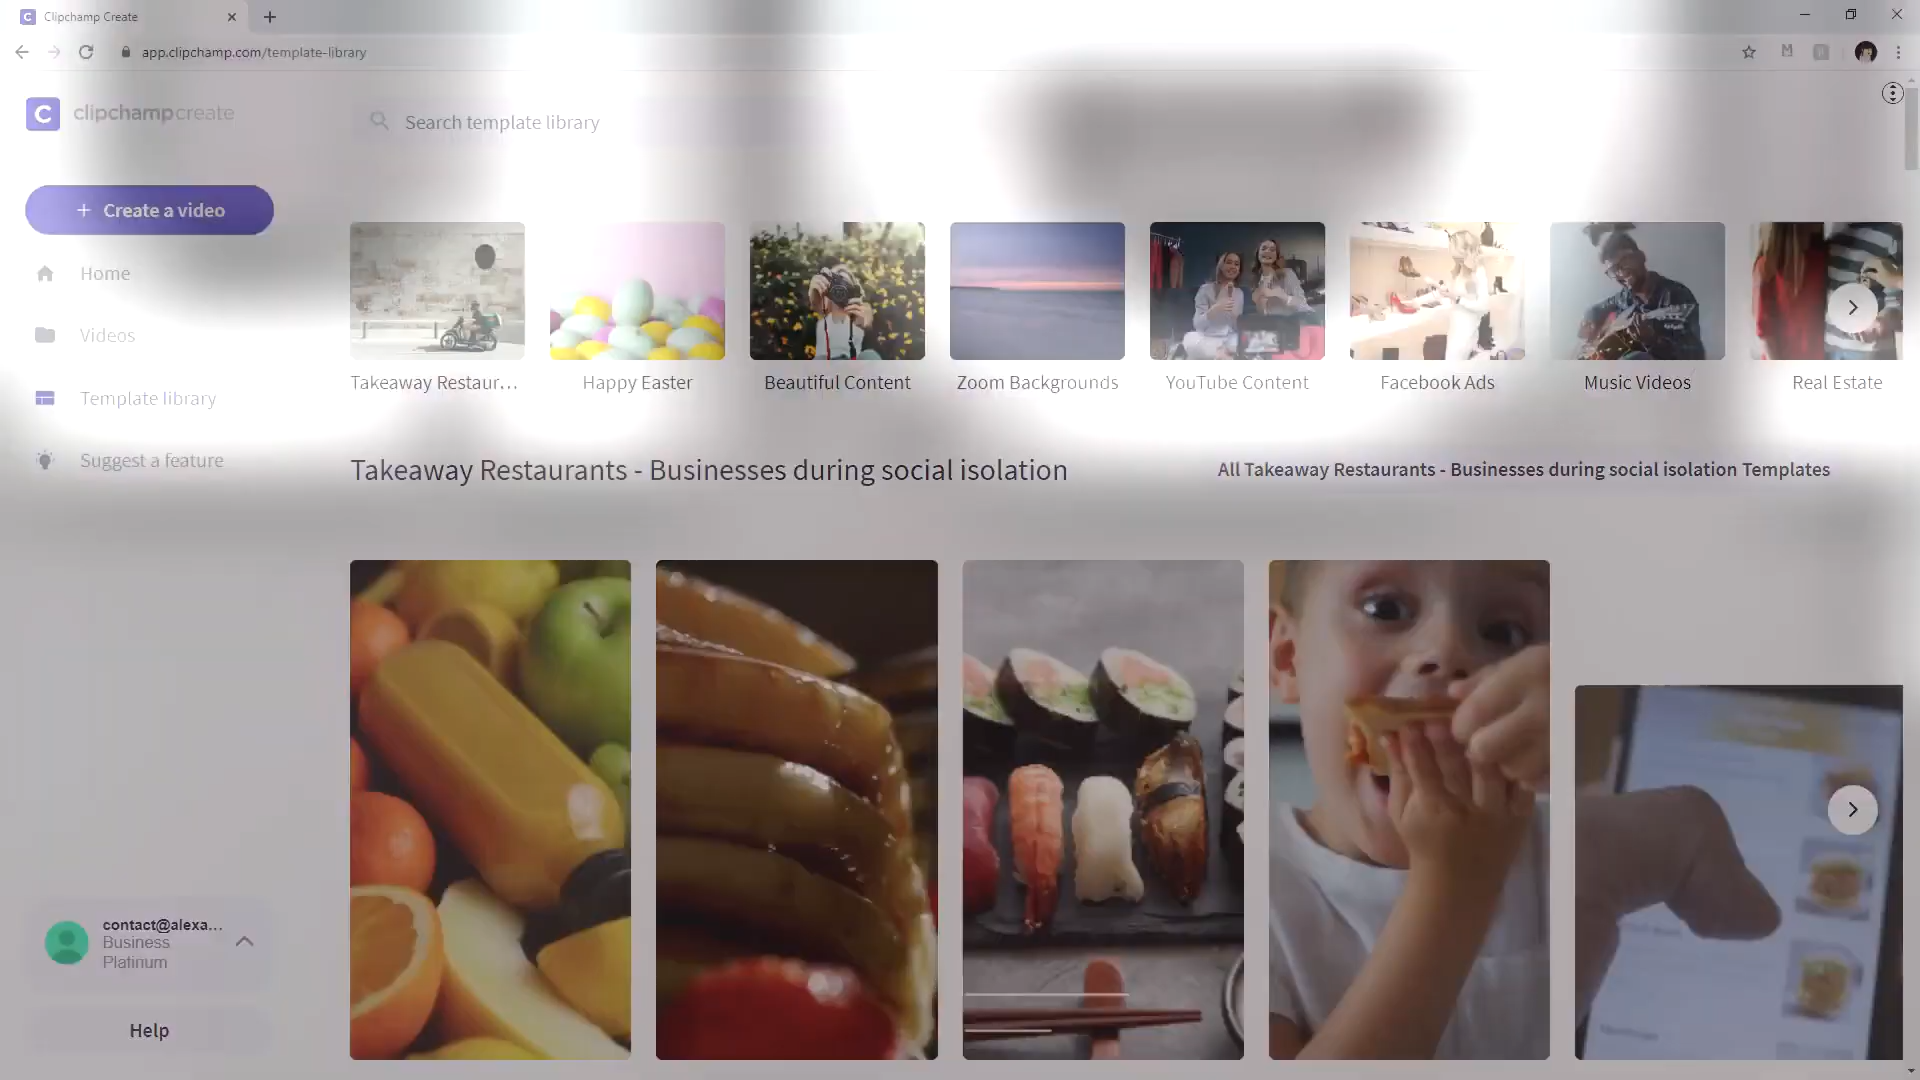 Clipchamp Create
app.clipchamp.com/template-library
clipchamp create
Search template library
+ Create a video
Home
Videos
Template library
Suggest a feature
Takeaway Restaur...
Happy Easter
Beautiful Content
Zoom Backgrounds
YouTube Content
Facebook Ads
Music Videos
Real Estate
Takeaway Restaurants - Businesses during social isolation
All Takeaway Restaurants - Businesses during social isolation Templates
contact@alexa...
Business
Platinum
Help